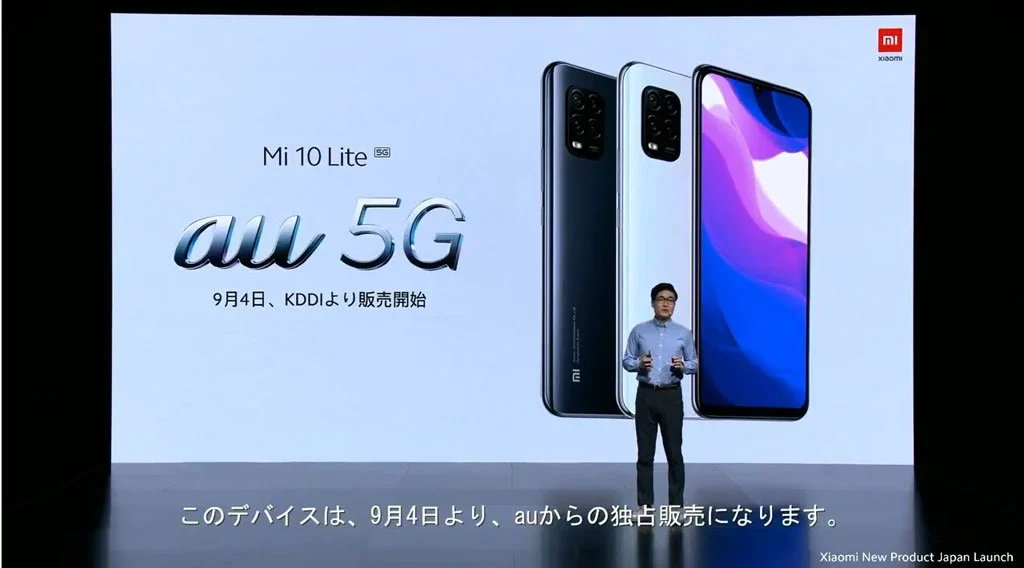 mi
xiaomi
Mi 10 Lite 5G
au 5G
9月4日、KDDIより販売開始
mi
このデバイスは、9月4日より、auからの独占販売になります。
Xiaomi New Product Japan Launch